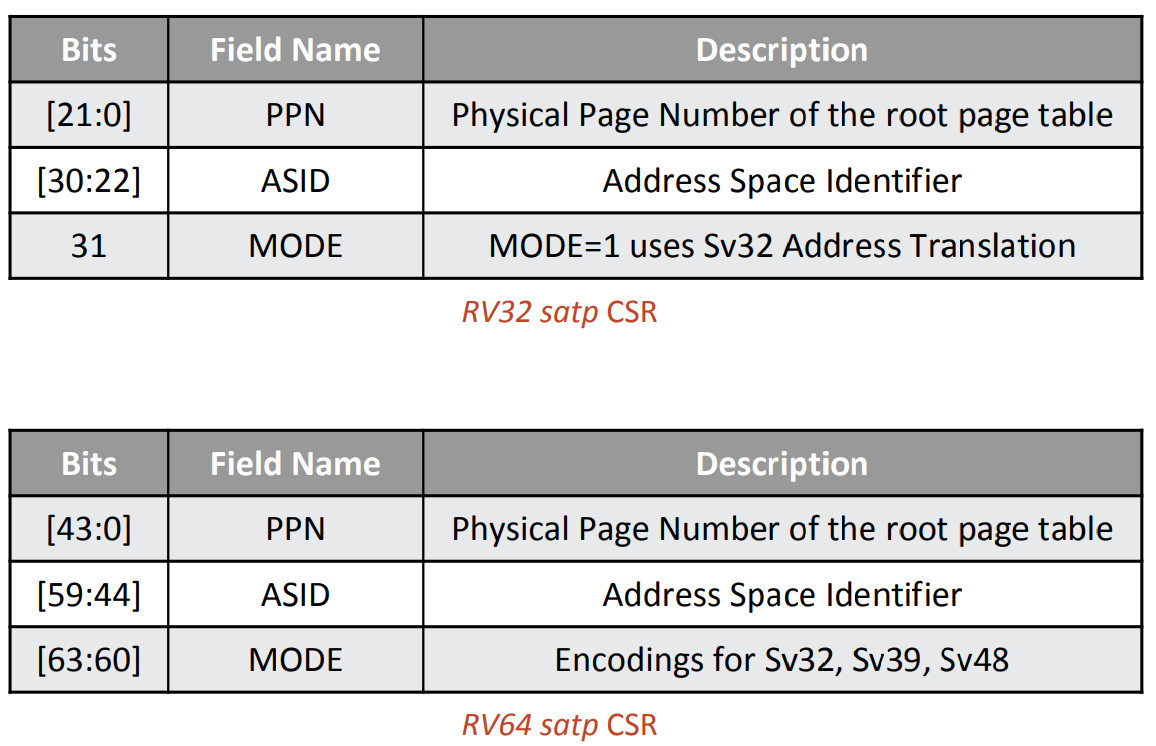 Bits Field Name Description
[21:0] PPN Physical Page Number of the root page table
[30:22] ASID Address Space Identifier
31 MODE MODE=1 uses Sv32 Address Translation
RV32 satp CSR
Bits Field Name Description
[43:0] PPN Physical Page Number of the root page table
[59:44] ASID Address Space Identifier
[63:60] MODE Encodings for Sv32, Sv39, Sv48
RV64 satp CSR